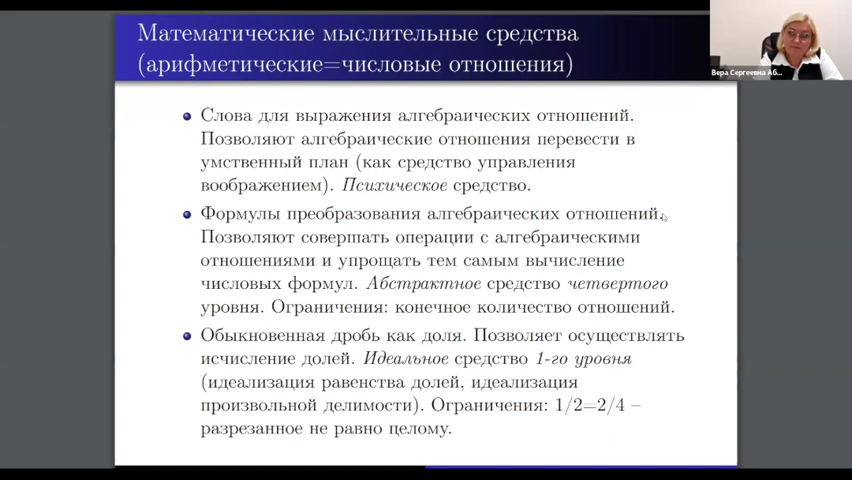 Математические мыслительные средства
(арифметические=числовые отношения)
Вера Сергеевна Аб...
Слова для выражения алгебраических отношений.
Позволяют алгебраические отношения перевести в
умственный план (как средство управления
воображением). Психическое средство.
Формулы преобразования алгебраических отношений.
Позволяют совершать операции с алгебраическими
отношениями и упрощать тем самым вычисление
числовых формул. Абстрактное средство четвертого
уровня. Ограничения: конечное количество отношений.
Обыкновенная дробь как доля. Позволяет осуществлять
исчисление долей. Идеальное средство 1-го уровня
(идеализация равенства долей, идеализация
произвольной делимости). Ограничения: 1/2=2/4 –
разрезанное не равно целому.